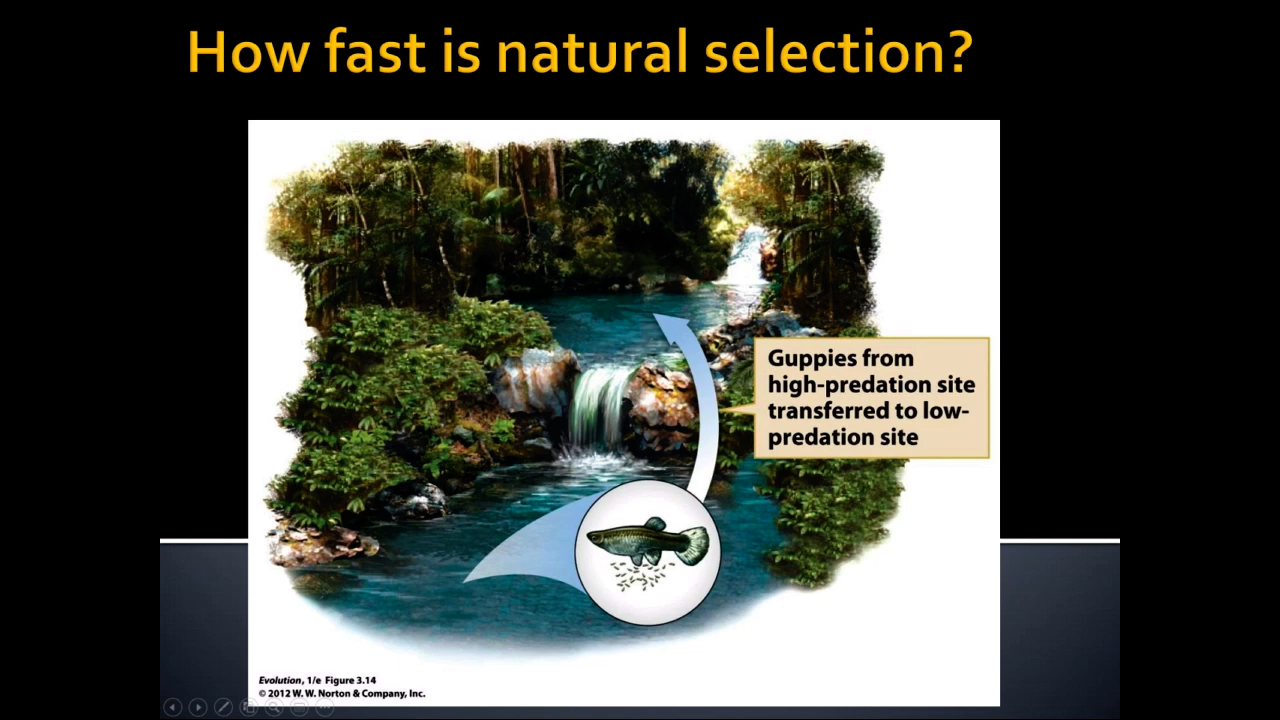 How fast is natural selection?
Guppies from
high-predation site
transferred to low-
predation site
Evolution, 1/e Figure 3.14
© 2012 W. W. Norton & Company, Inc.